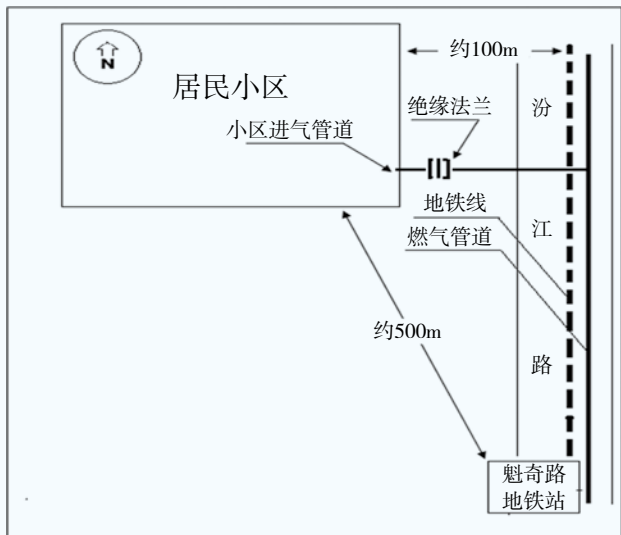 约100m
N
居民小区
绝缘法兰
汾
小区进气管道
地铁线
江
燃气管道
约500m
路
魁奇路
地铁站